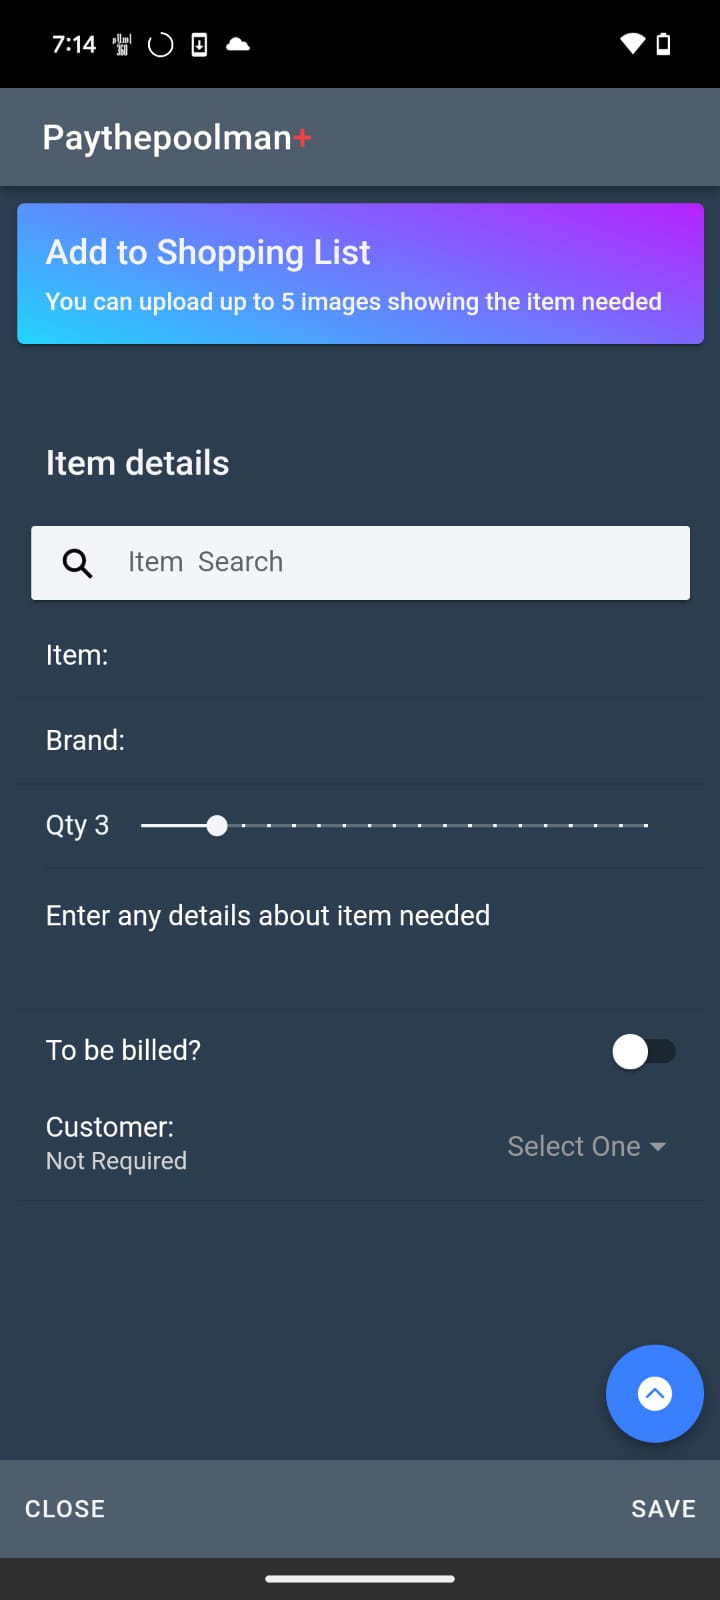 7:14
360
Paythepoolman+
Add to Shopping List
You can upload up to 5 images showing the item needed
Item details
Item Search
Item:
Brand:
Qty 3
Enter any details about item needed
To be billed?
Customer:
Not Required
Select One
CLOSE
SAVE